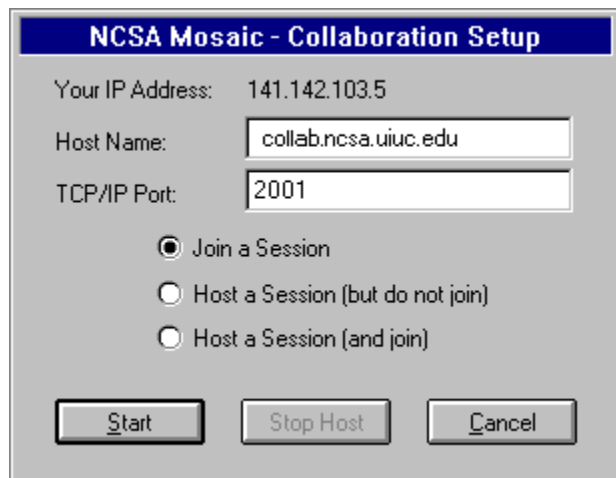 NCSA Mosaic - Collaboration Setup
Your IP Address: 141.142.103.5
Host Name: collab.ncsa.uiuc.edu
TCP/IP Port: 2001
Join a Session
Host a Session (but do not join)
Host a Session (and join)
Start Stop Host Cancel